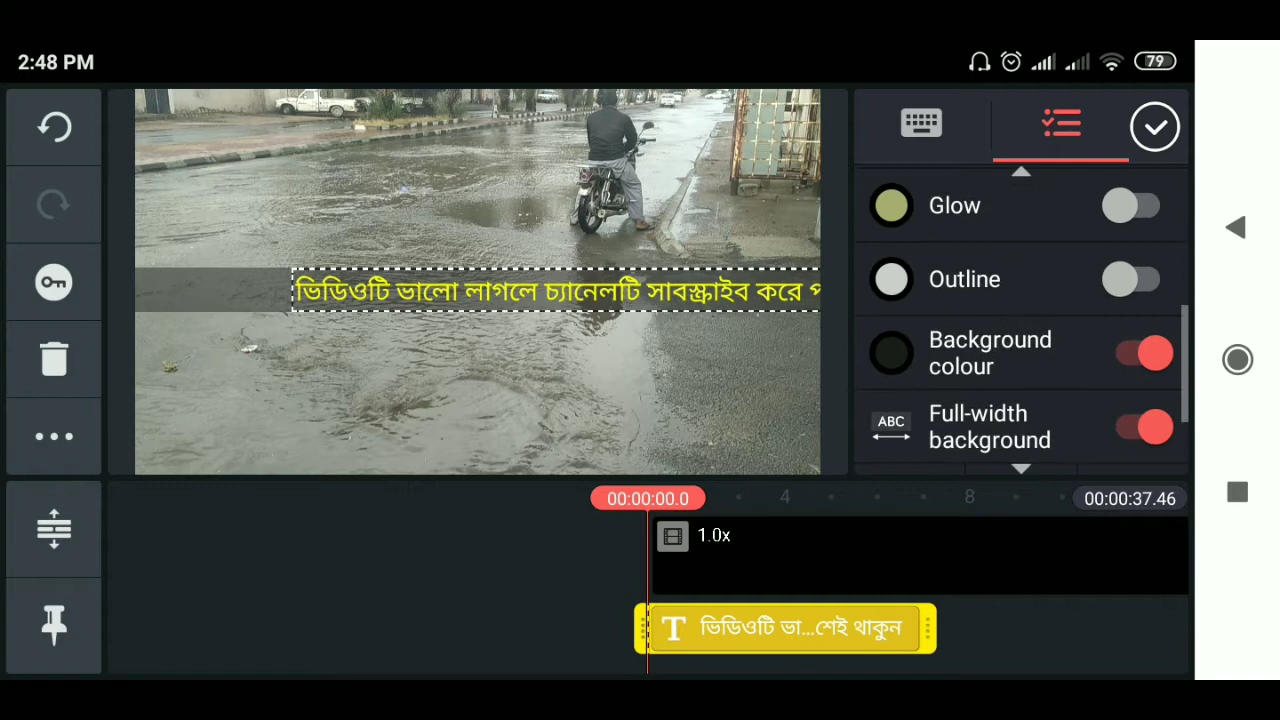 2:48 PM
79
Glow
Outline
Background
colour
ABC
Full-width
background
ভিডিওটি ভালো লাগলে চ্যানেলটি সাবস্ক্রাইব করে প
00:00:00.0
4
8
00:00:37.46
1.0x
T ভিডিওটি ভা...শেই থাকুন